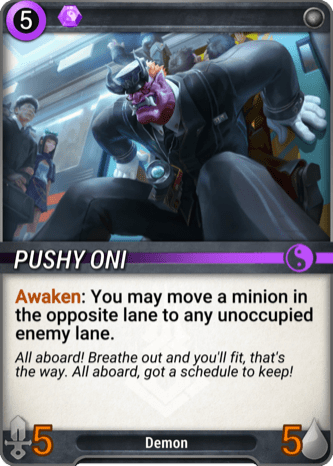 5
PUSHY ONI
Awaken: You may move a minion in
the opposite lane to any unoccupied
enemy lane.
All aboard! Breathe out and you'll fit, that's
the way. All aboard, got a schedule to keep!
5 Demon 5